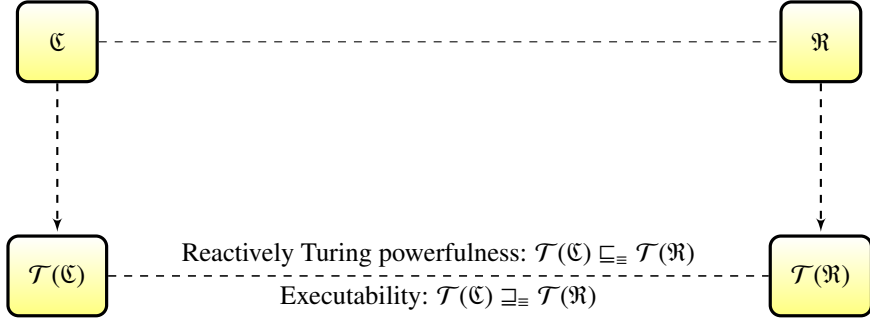 ℭ ℜ
Reactively Turing powerfulness: 𝒯(ℭ) ⊑≡ 𝒯(ℜ)
𝒯(ℭ) 𝒯(ℜ)
Executability: 𝒯(ℭ) ⊒≡ 𝒯(ℜ)